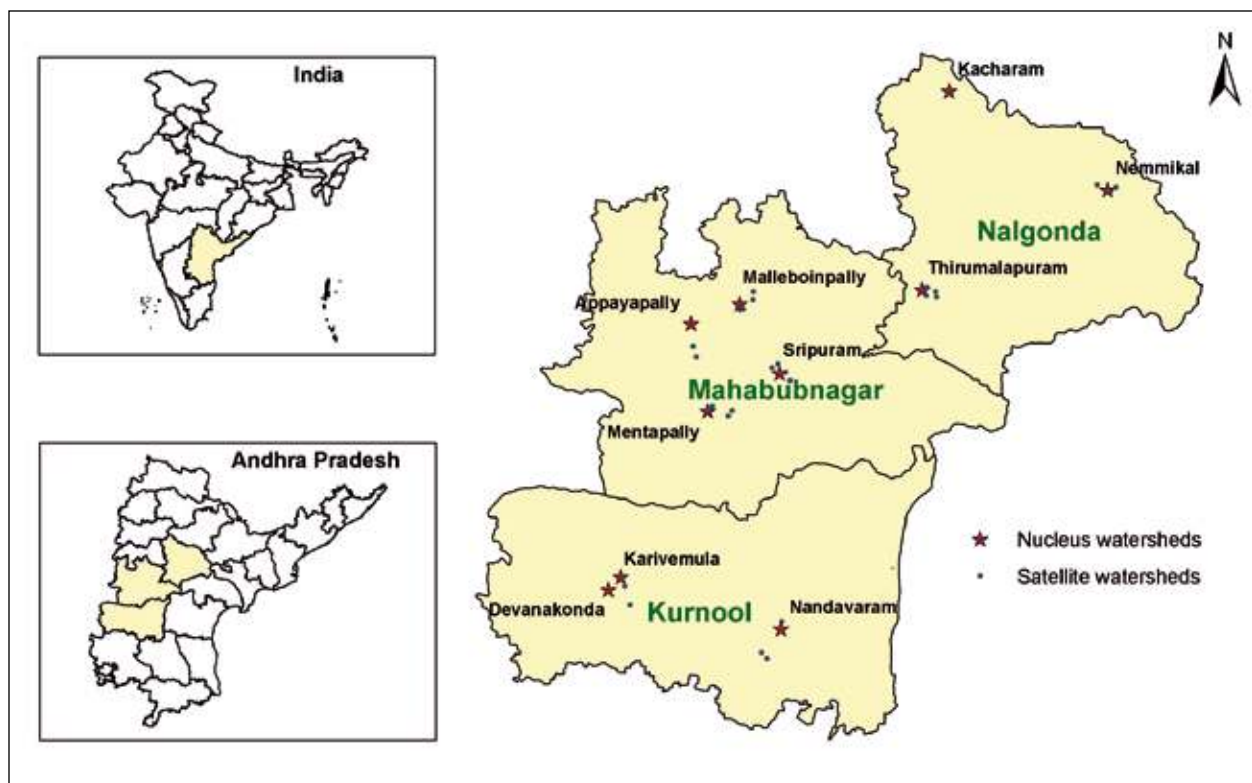 India
N
Kacharam
Nemmikal
Nalgonda
Thirumalapuram
Malleboinpally
Appayapally
Sripuram
Mahabubnagar
Mentapally
Andhra Pradesh
Nucleus watersheds
Satellite watersheds
Karivemula
Devanakonda
Kurnool
Nandavaram